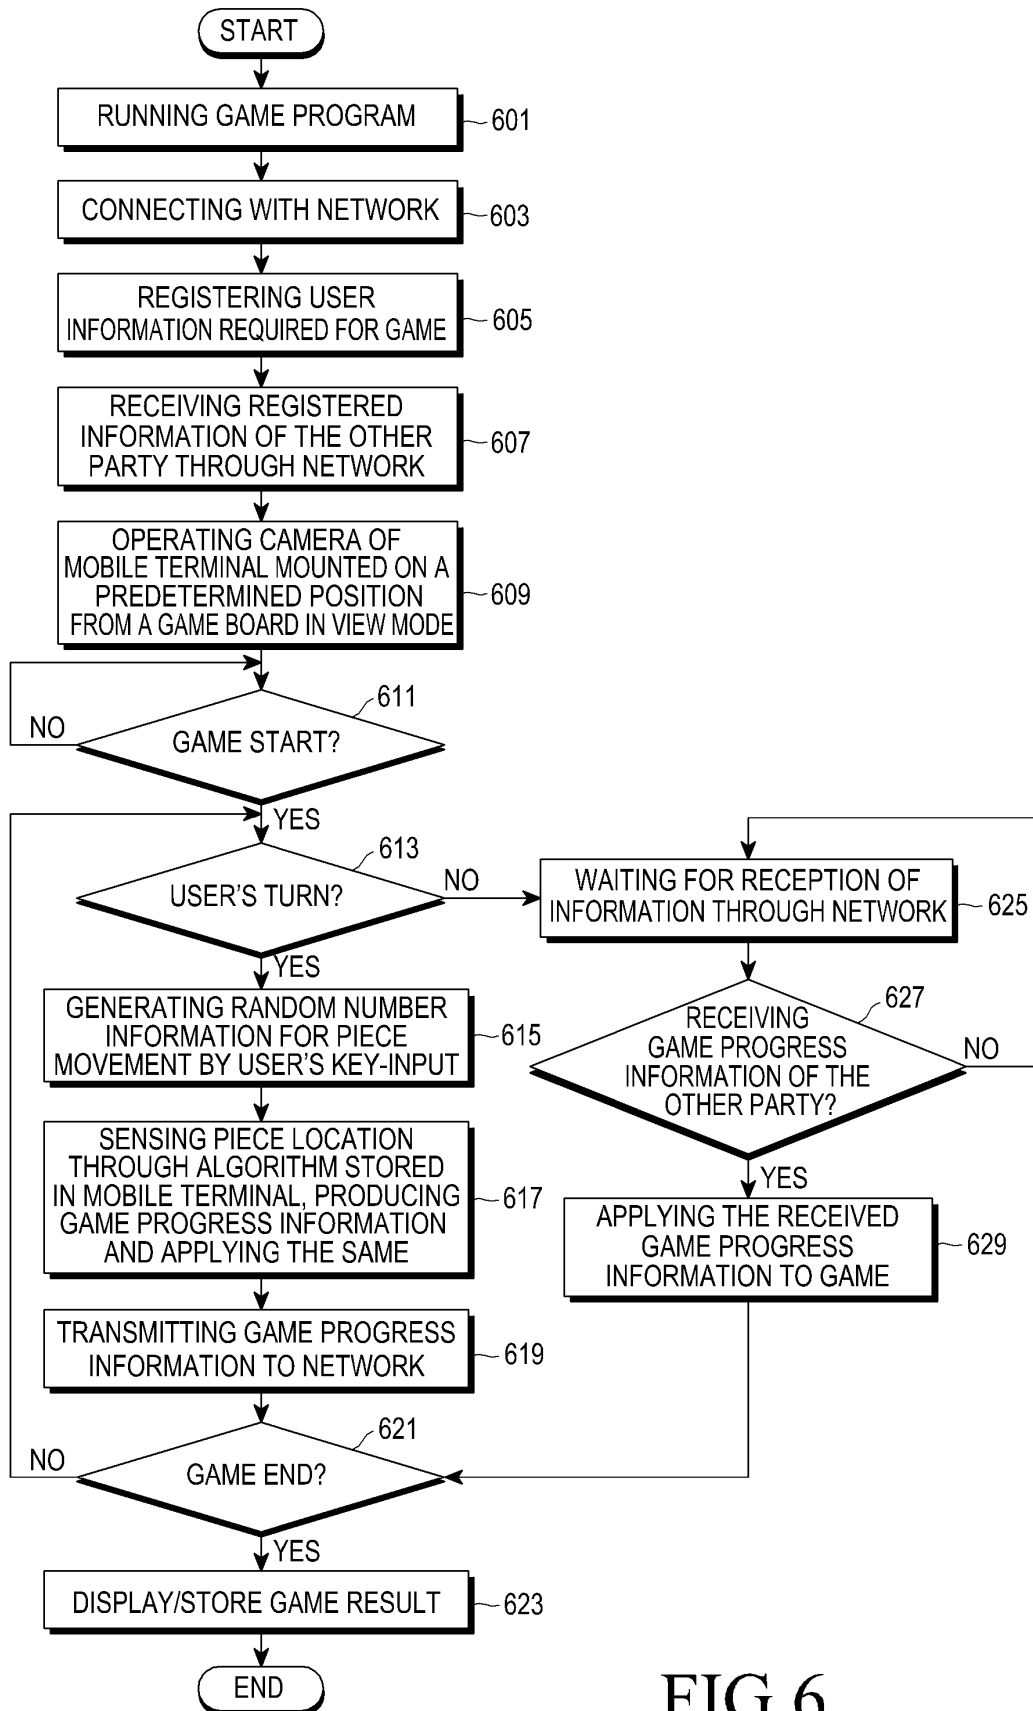 START
RUNNING GAME PROGRAM
601
CONNECTING WITH NETWORK
603
REGISTERING USER
INFORMATION REQUIRED FOR GAME
605
RECEIVING REGISTERED
INFORMATION OF THE OTHER
PARTY THROUGH NETWORK
607
OPERATING CAMERA OF
MOBILE TERMINAL MOUNTED ON A
PREDETERMINED POSITION
FROM A GAME BOARD IN VIEW MODE
609
611
NO
GAME START?
YES
613
USER'S TURN?
NO
YES
GENERATING RANDOM NUMBER
INFORMATION FOR PIECE
MOVEMENT BY USER'S KEY-INPUT
615
SENSING PIECE LOCATION
THROUGH ALGORITHM STORED
IN MOBILE TERMINAL, PRODUCING
GAME PROGRESS INFORMATION
AND APPLYING THE SAME
617
TRANSMITTING GAME PROGRESS
INFORMATION TO NETWORK
619
621
NO
GAME END?
YES
DISPLAY/STORE GAME RESULT
623
END
WAITING FOR RECEPTION OF
INFORMATION THROUGH NETWORK
625
627
RECEIVING
GAME PROGRESS
INFORMATION OF THE
OTHER PARTY?
NO
YES
APPLYING THE RECEIVED
GAME PROGRESS
INFORMATION TO GAME
629
FIG.6